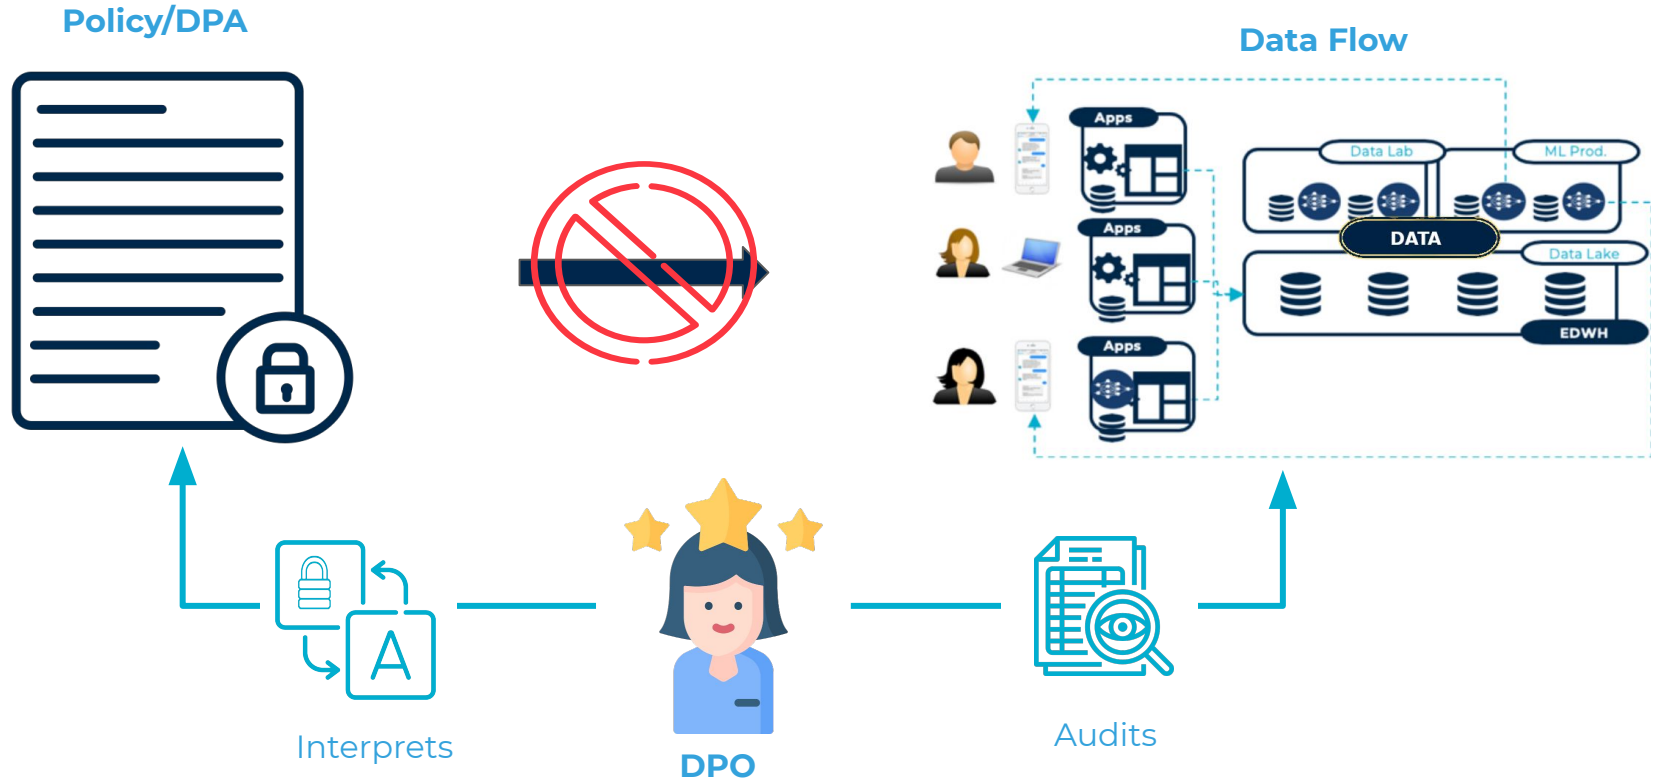 Policy/DPA
Data Flow
Apps
Data Lab
ML Prod.
Apps
DATA
Data Lake
EDWH
Apps
A
Interprets
DPO
Audits